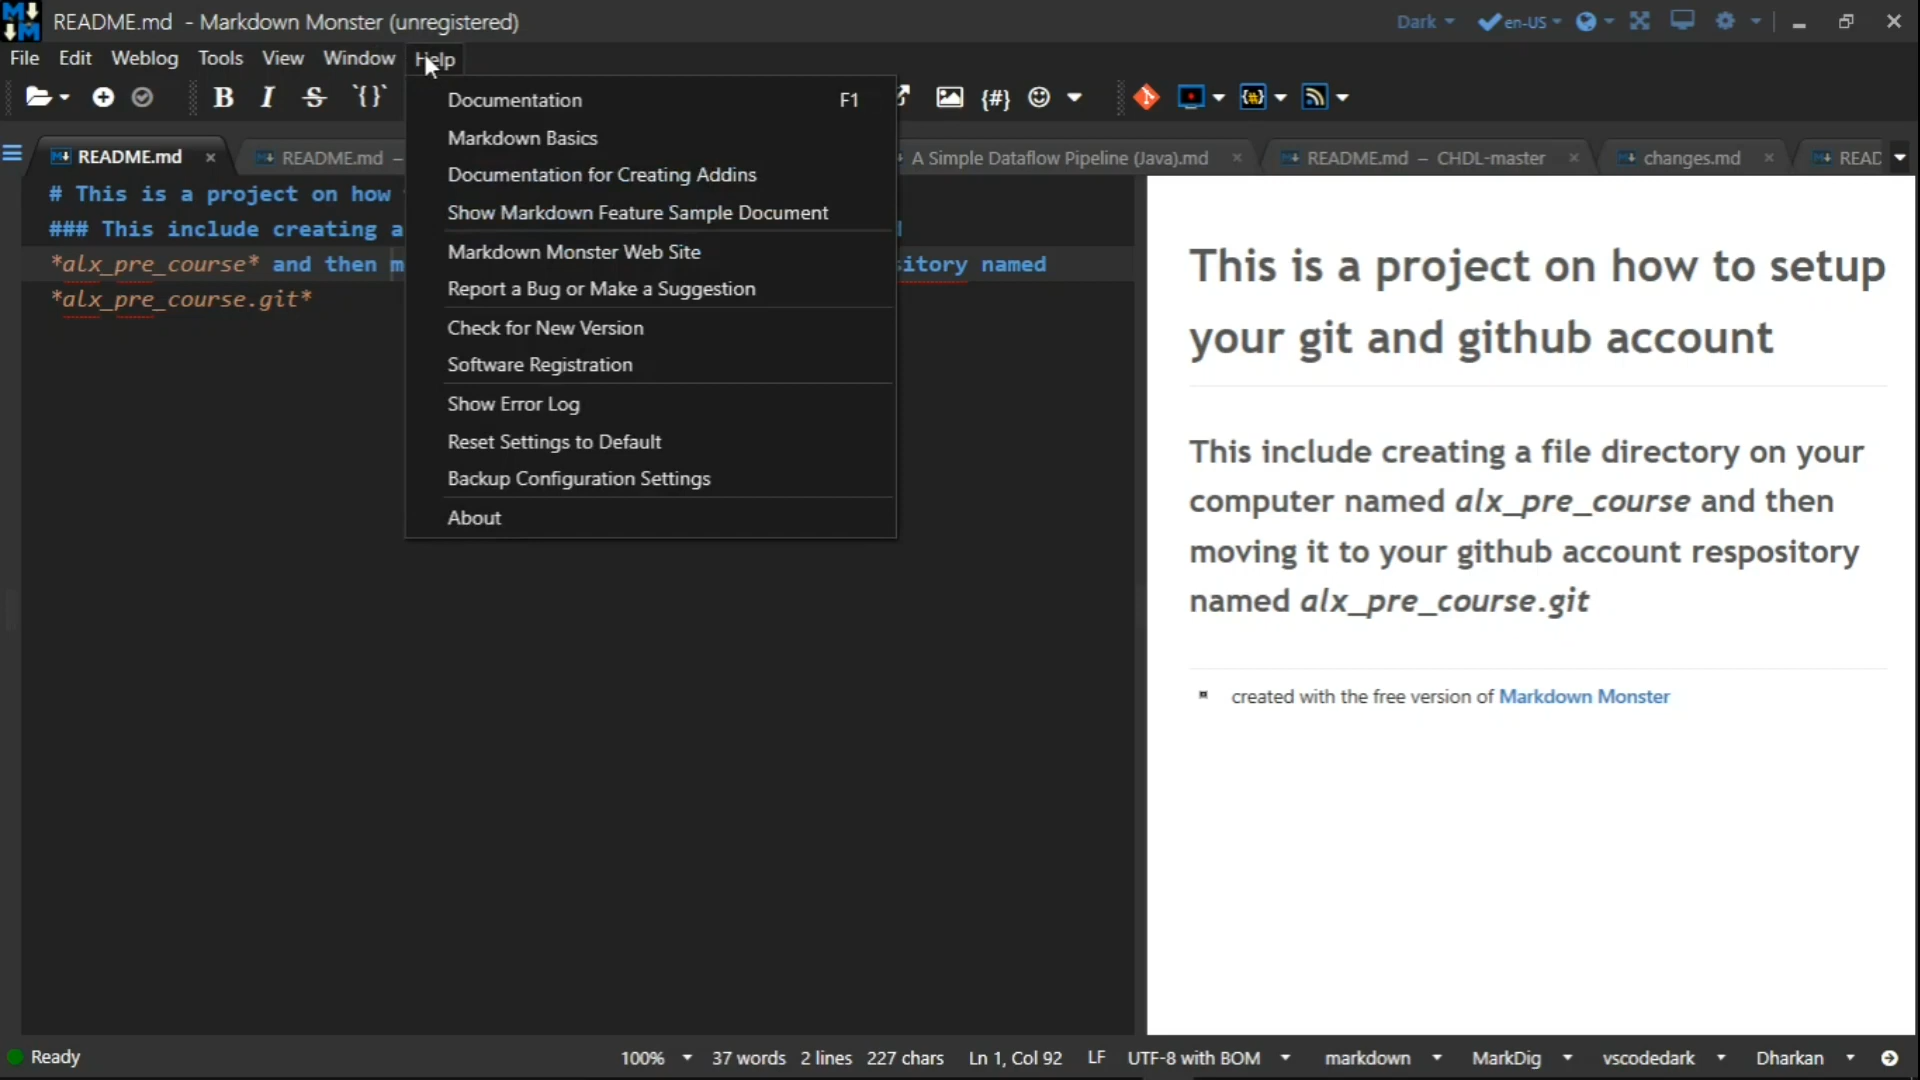 README.md - Markdown Monster (unregistered)
Dark en-US
File Edit Weblog Tools View Window Help
B I S `{}` {#} {#}
Documentation F1
Markdown Basics
Documentation for Creating Addins
Show Markdown Feature Sample Document
Markdown Monster Web Site
Report a Bug or Make a Suggestion
Check for New Version
Software Registration
Show Error Log
Reset Settings to Default
Backup Configuration Settings
About
README.md README.md – A Simple Dataflow Pipeline (Java).md README.md – CHDL-master changes.md READ
# This is a project on how
### This include creating a
*alx_pre_course* and then m itory named
*alx_pre_course.git*
This is a project on how to setup
your git and github account
This include creating a file directory on your
computer named alx_pre_course and then
moving it to your github account respository
named alx_pre_course.git
created with the free version of Markdown Monster
Ready 100% 37 words 2 lines 227 chars Ln 1, Col 92 LF UTF-8 with BOM markdown MarkDig vscodedark Dharkan